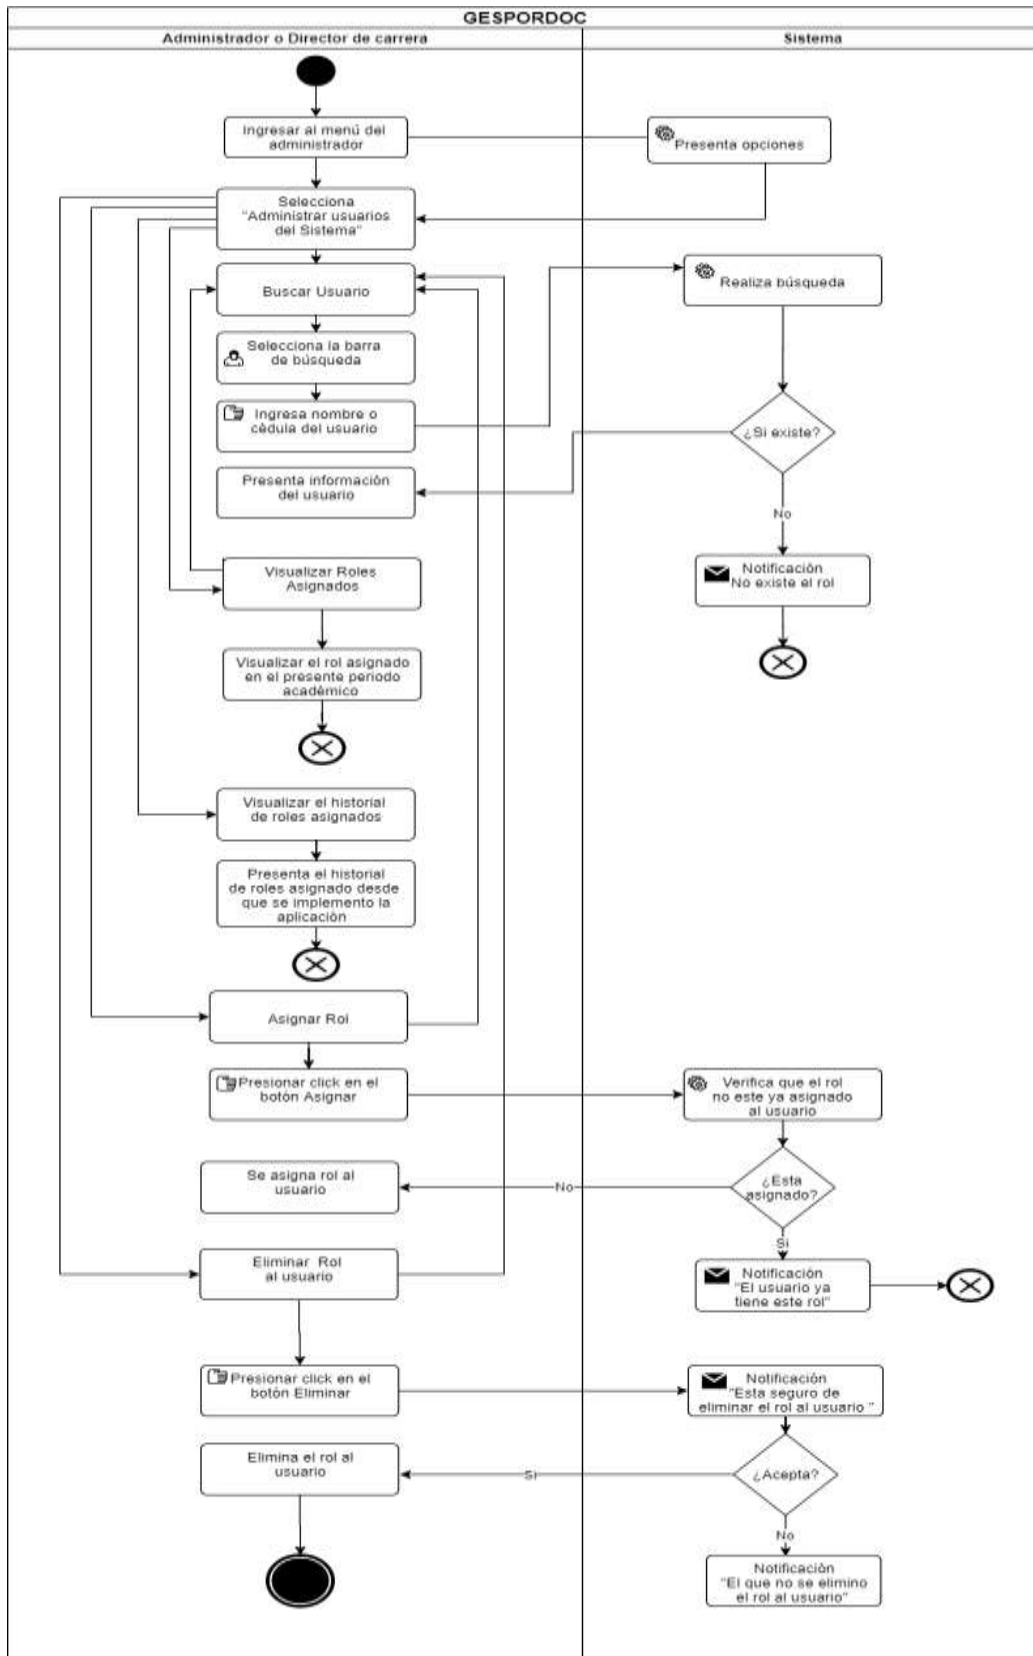 GESPORDOC
Administrador o Director de carrera
Sistema
Ingresar al menú del
administrador
Presenta opciones
Selecciona
"Administrar usuarios
del Sistema"
Buscar Usuario
Realiza búsqueda
Selecciona la barra
de búsqueda
Ingresa nombre o
cédula del usuario
¿Si existe?
Presenta información
del usuario
No
Notificación
No existe el rol
Visualizar Roles
Asignados
Visualizar el rol asignado
en el presente periodo
académico
Visualizar el historial
de roles asignados
Presenta el historial
de roles asignado desde
que se implemento la
aplicación
Asignar Rol
Presionar click en el
botón Asignar
Verifica que el rol
no este ya asignado
al usuario
Se asigna rol al
usuario
No
¿Esta
asignado?
Si
Eliminar Rol
al usuario
Notificación
"El usuario ya
tiene este rol"
Presionar click en el
botón Eliminar
Notificación
"Esta seguro de
eliminar el rol al usuario "
Elimina el rol al
usuario
Si
¿Acepta?
No
Notificación
"El que no se elimino
el rol al usuario"